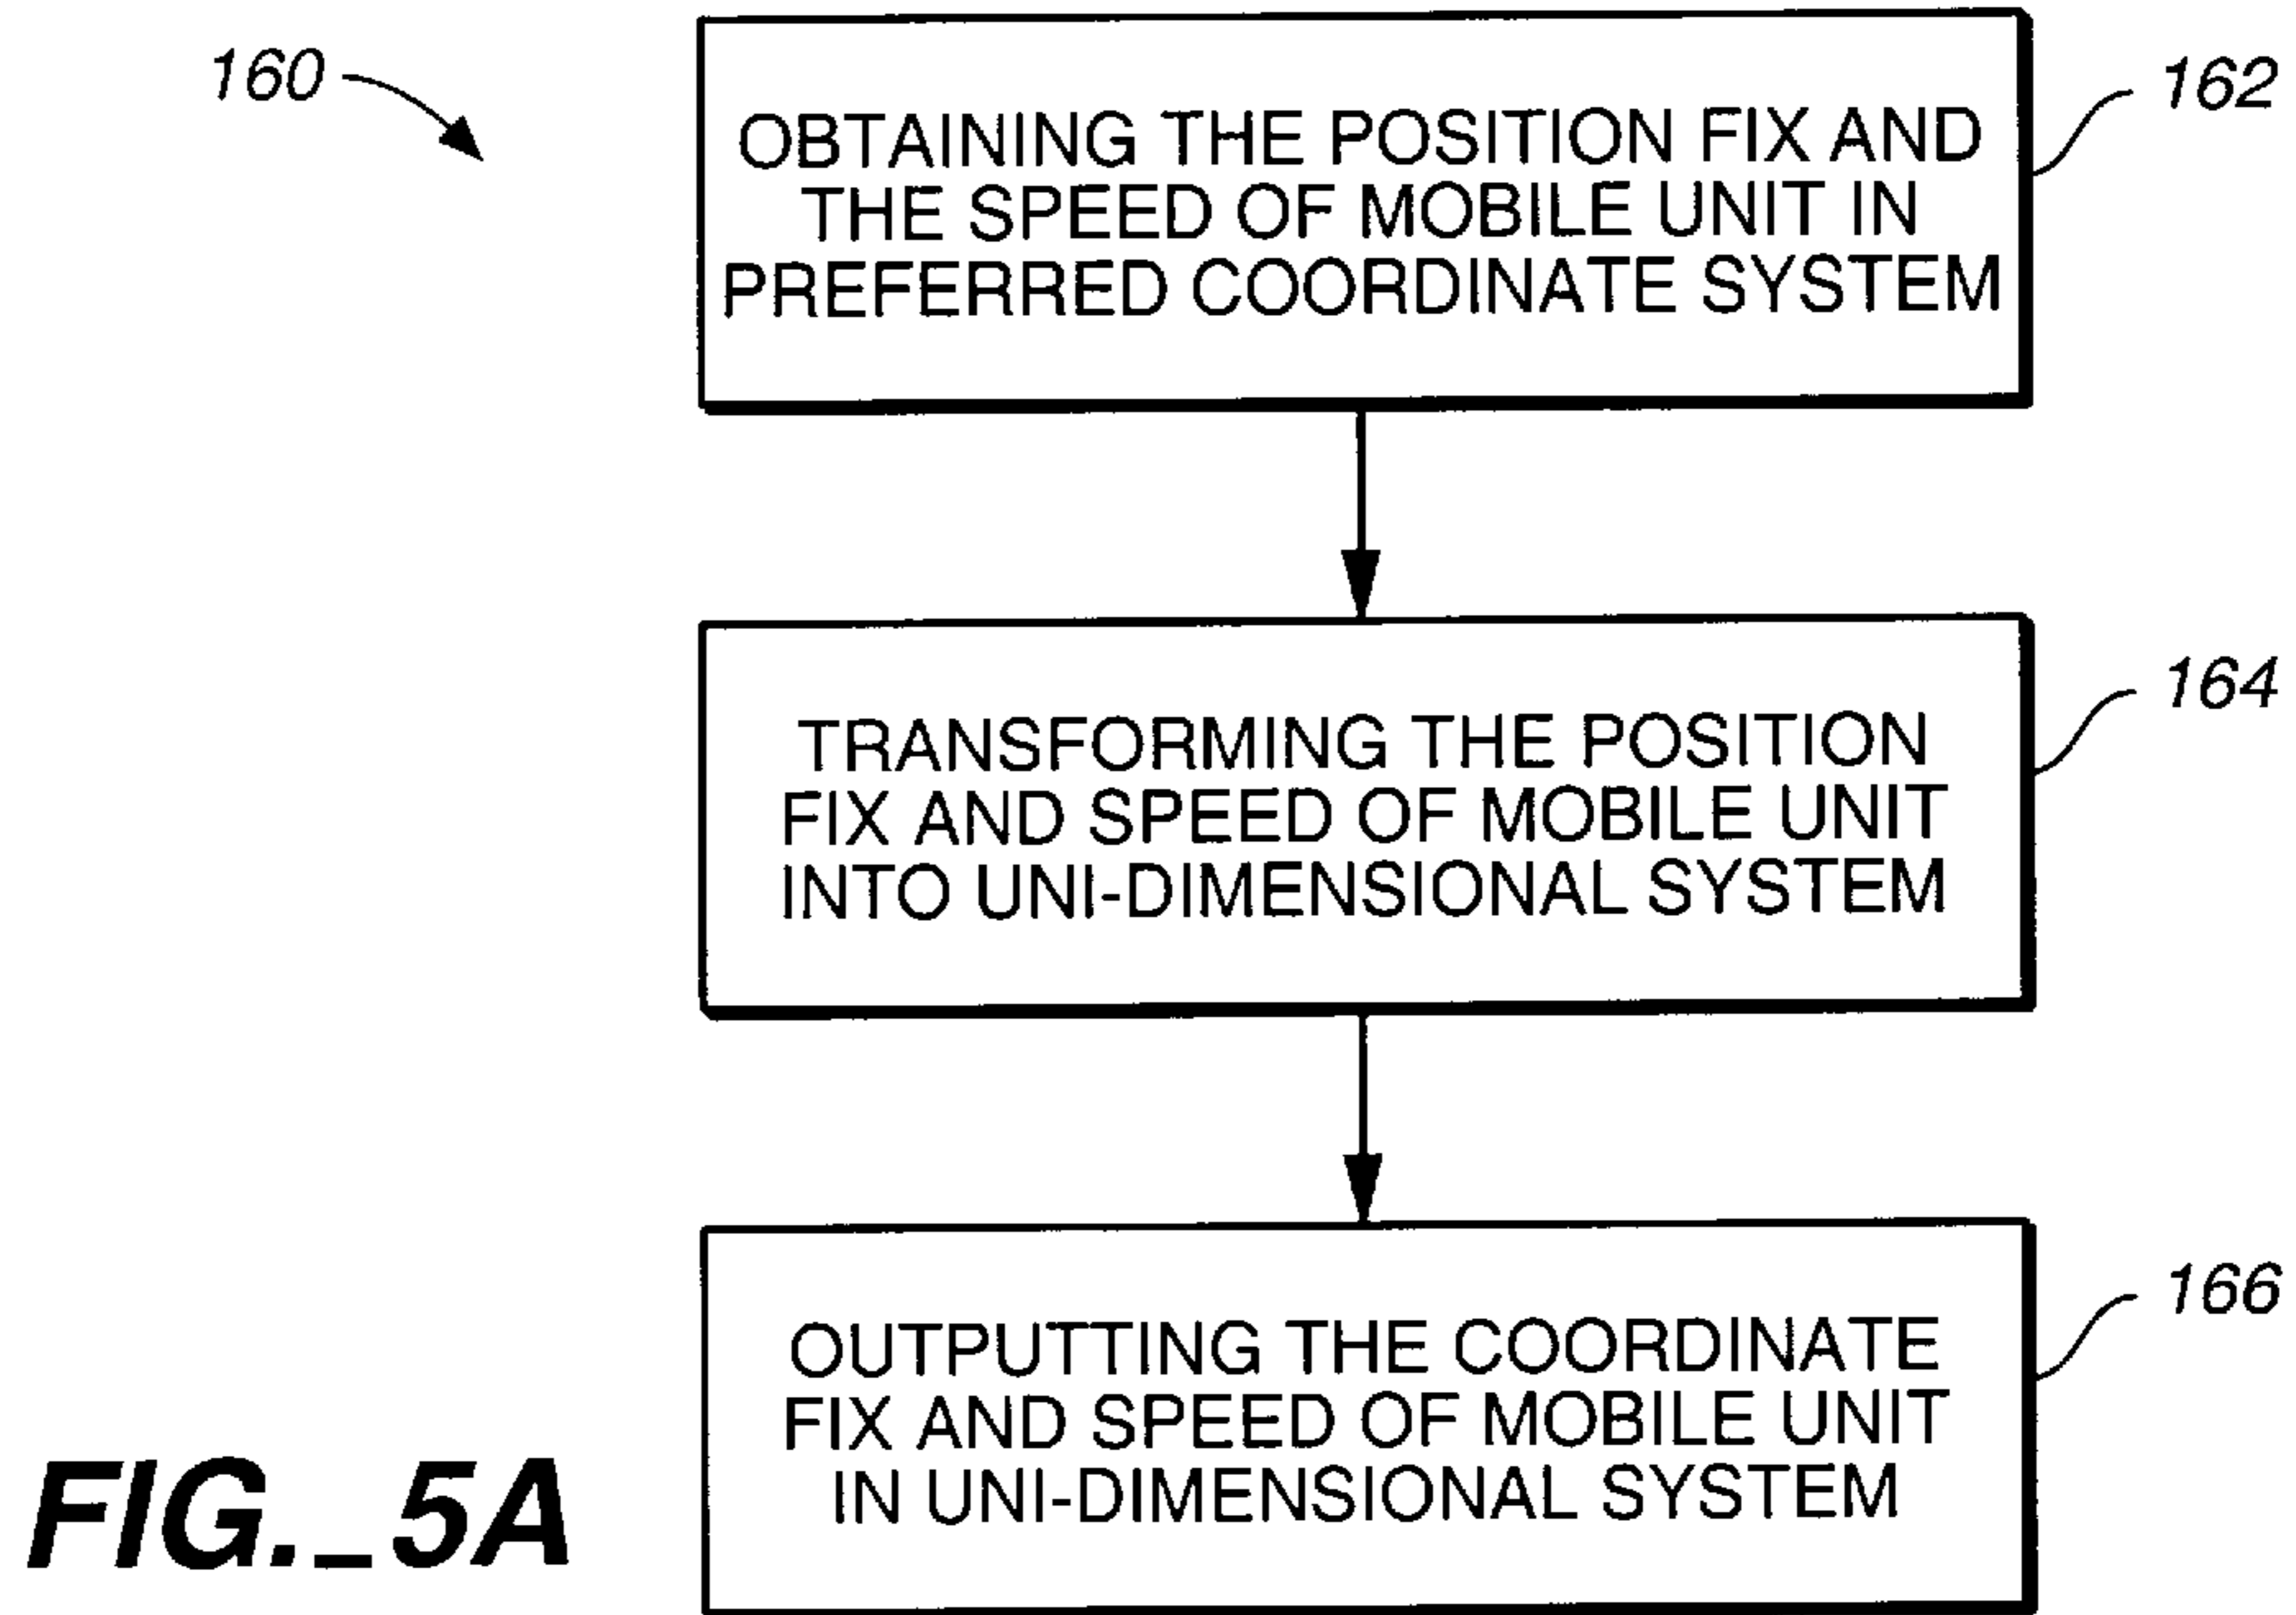 160
162
OBTAINING THE POSITION FIX AND
THE SPEED OF MOBILE UNIT IN
PREFERRED COORDINATE SYSTEM
164
TRANSFORMING THE POSITION
FIX AND SPEED OF MOBILE UNIT
INTO UNI-DIMENSIONAL SYSTEM
166
OUTPUTTING THE COORDINATE
FIX AND SPEED OF MOBILE UNIT
IN UNI-DIMENSIONAL SYSTEM
FIG._5A